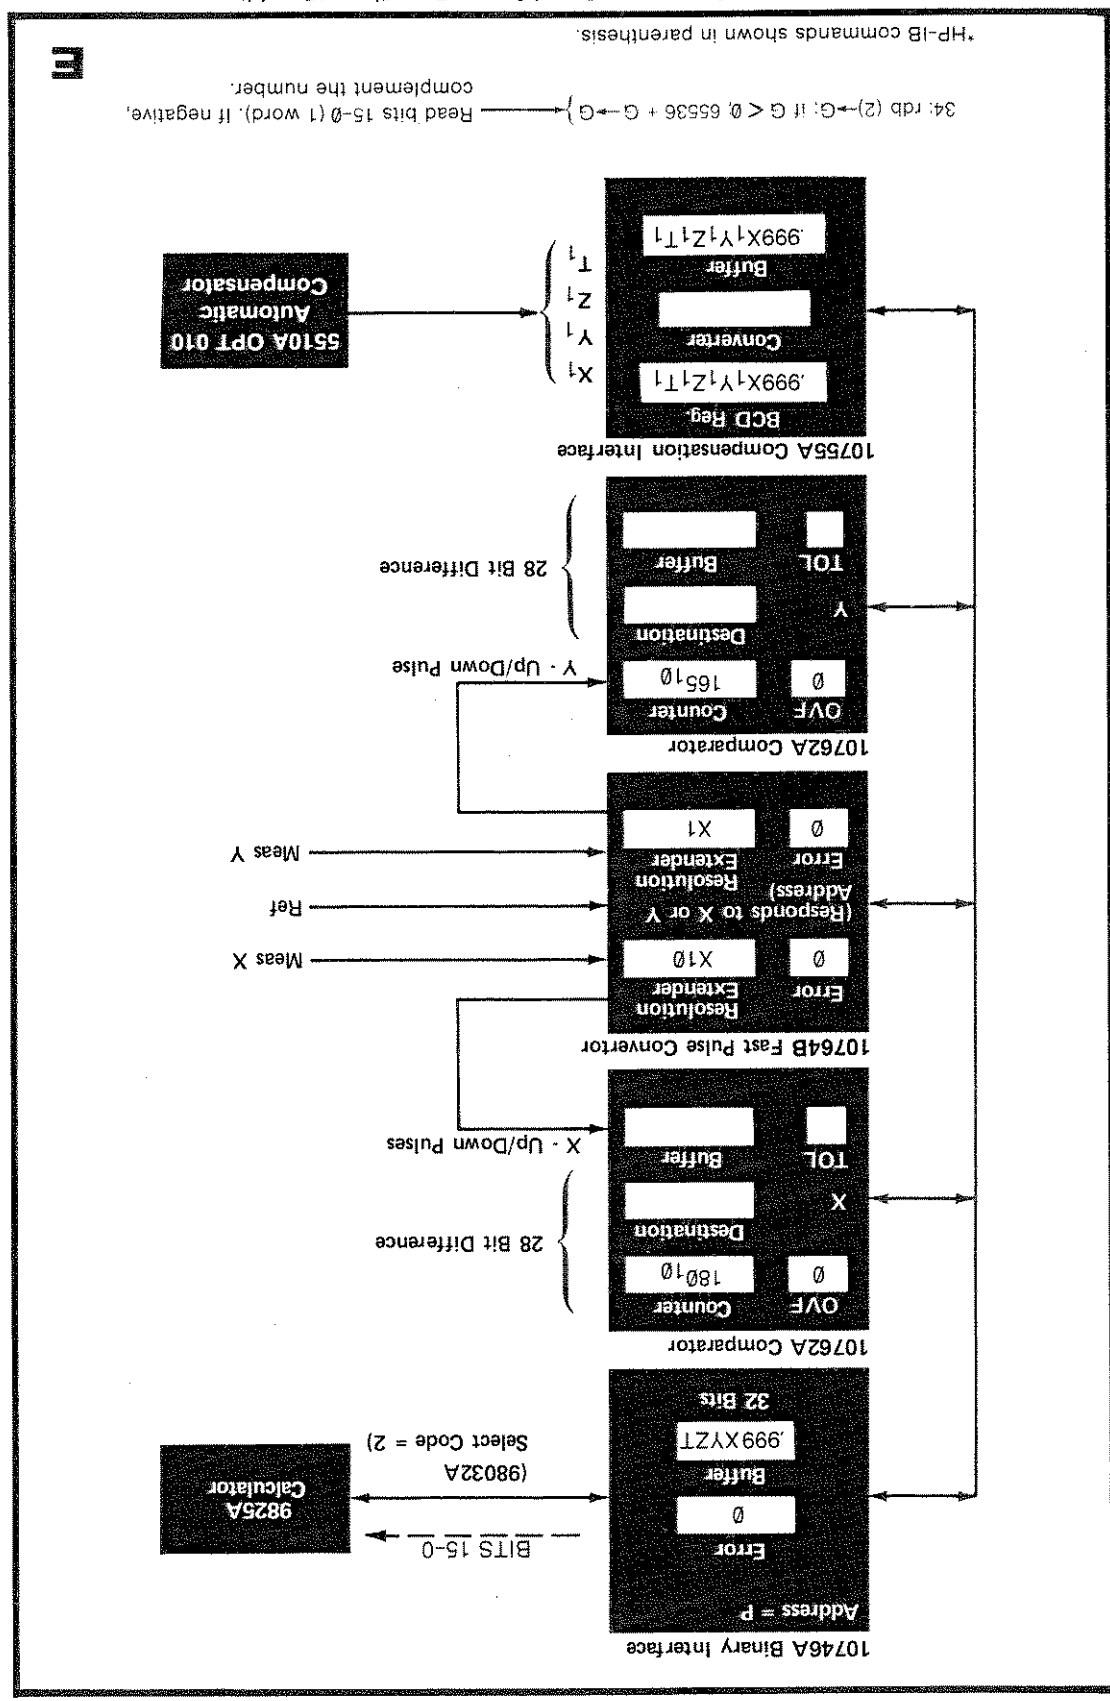 10746A Binary Interface
Address = P
Error
0
Buffer
.999XYZT
32 Bits
BITS 15-0
(98032A
Select Code = 2)
9825A
Calculator
10762A Comparator
OVF
0
Counter
180₁₀
Destination
X
TOL
Buffer
28 Bit Difference
X - Up/Down Pulses
10764B Fast Pulse Convertor
Error
0
Resolution
Extender
X10
(Responds to X or Y
Address)
Error
0
Resolution
Extender
X1
Meas X
Ref
Meas Y
10762A Comparator
OVF
0
Counter
165₁₀
Y - Up/Down Pulse
Destination
Y
TOL
Buffer
28 Bit Difference
10755A Compensation Interface
BCD Reg.
.999X₁Y₁Z₁T₁
Converter
Buffer
.999X₁Y₁Z₁T₁
X₁
Y₁
Z₁
T₁
5510A OPT 010
Automatic
Compensator
34: rdb (2)→G; if G < 0; 65536 + G→G } → Read bits 15-0 (1 word). If negative,
complement the number.
*HP-IB commands shown in parenthesis.
E